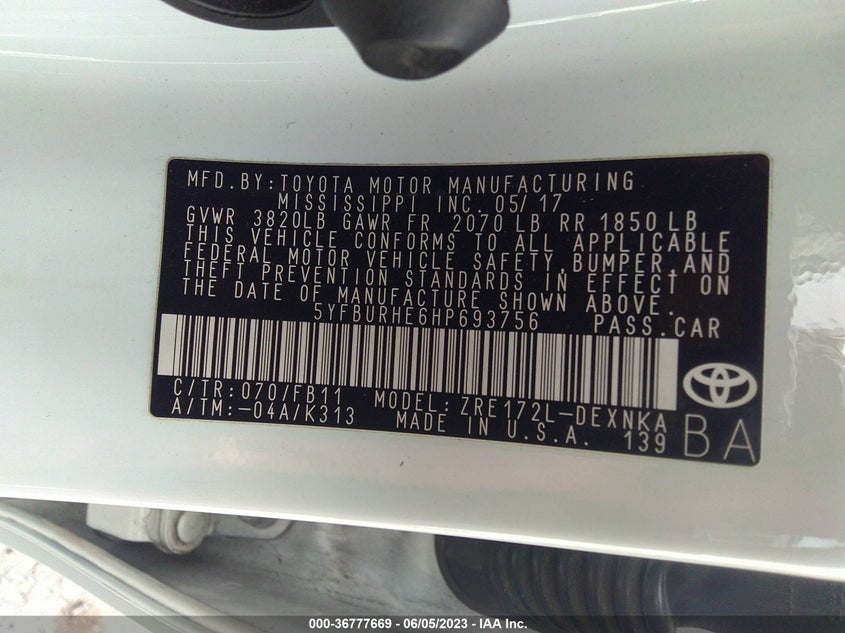 MFD.BY:TOYOTA MOTOR MANUFACTURING
MISSISSIPPI INC. 05/17
GVWR 3820LB GAWR FR 2070 LB RR 1850 LB
THIS VEHICLE CONFORMS TO ALL APPLICABLE
FEDERAL MOTOR VEHICLE SAFETY,BUMPER,AND
THEFT PREVENTION STANDARDS IN EFFECT ON
THE DATE OF MANUFACTURE SHOWN ABOVE.
5YFBURHE6HP693756 PASS.CAR
C/TR:070/FB11 MODEL:ZRE172L-DEXNKA
A/TM:-04A/K313 MADE IN U.S.A. 139
BA
000-36777669 - 06/05/2023 - IAA Inc.